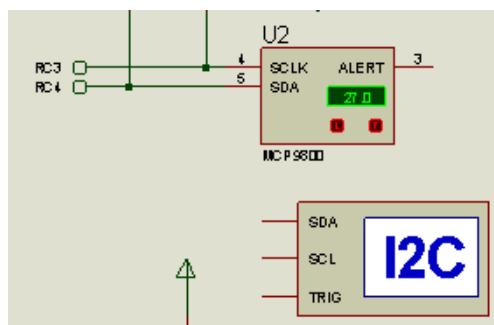 U2
RC3 4 SCLK ALERT 3
RC4 5 SDA
27.0
MCP9800
SDA
SCL I2C
TRIG